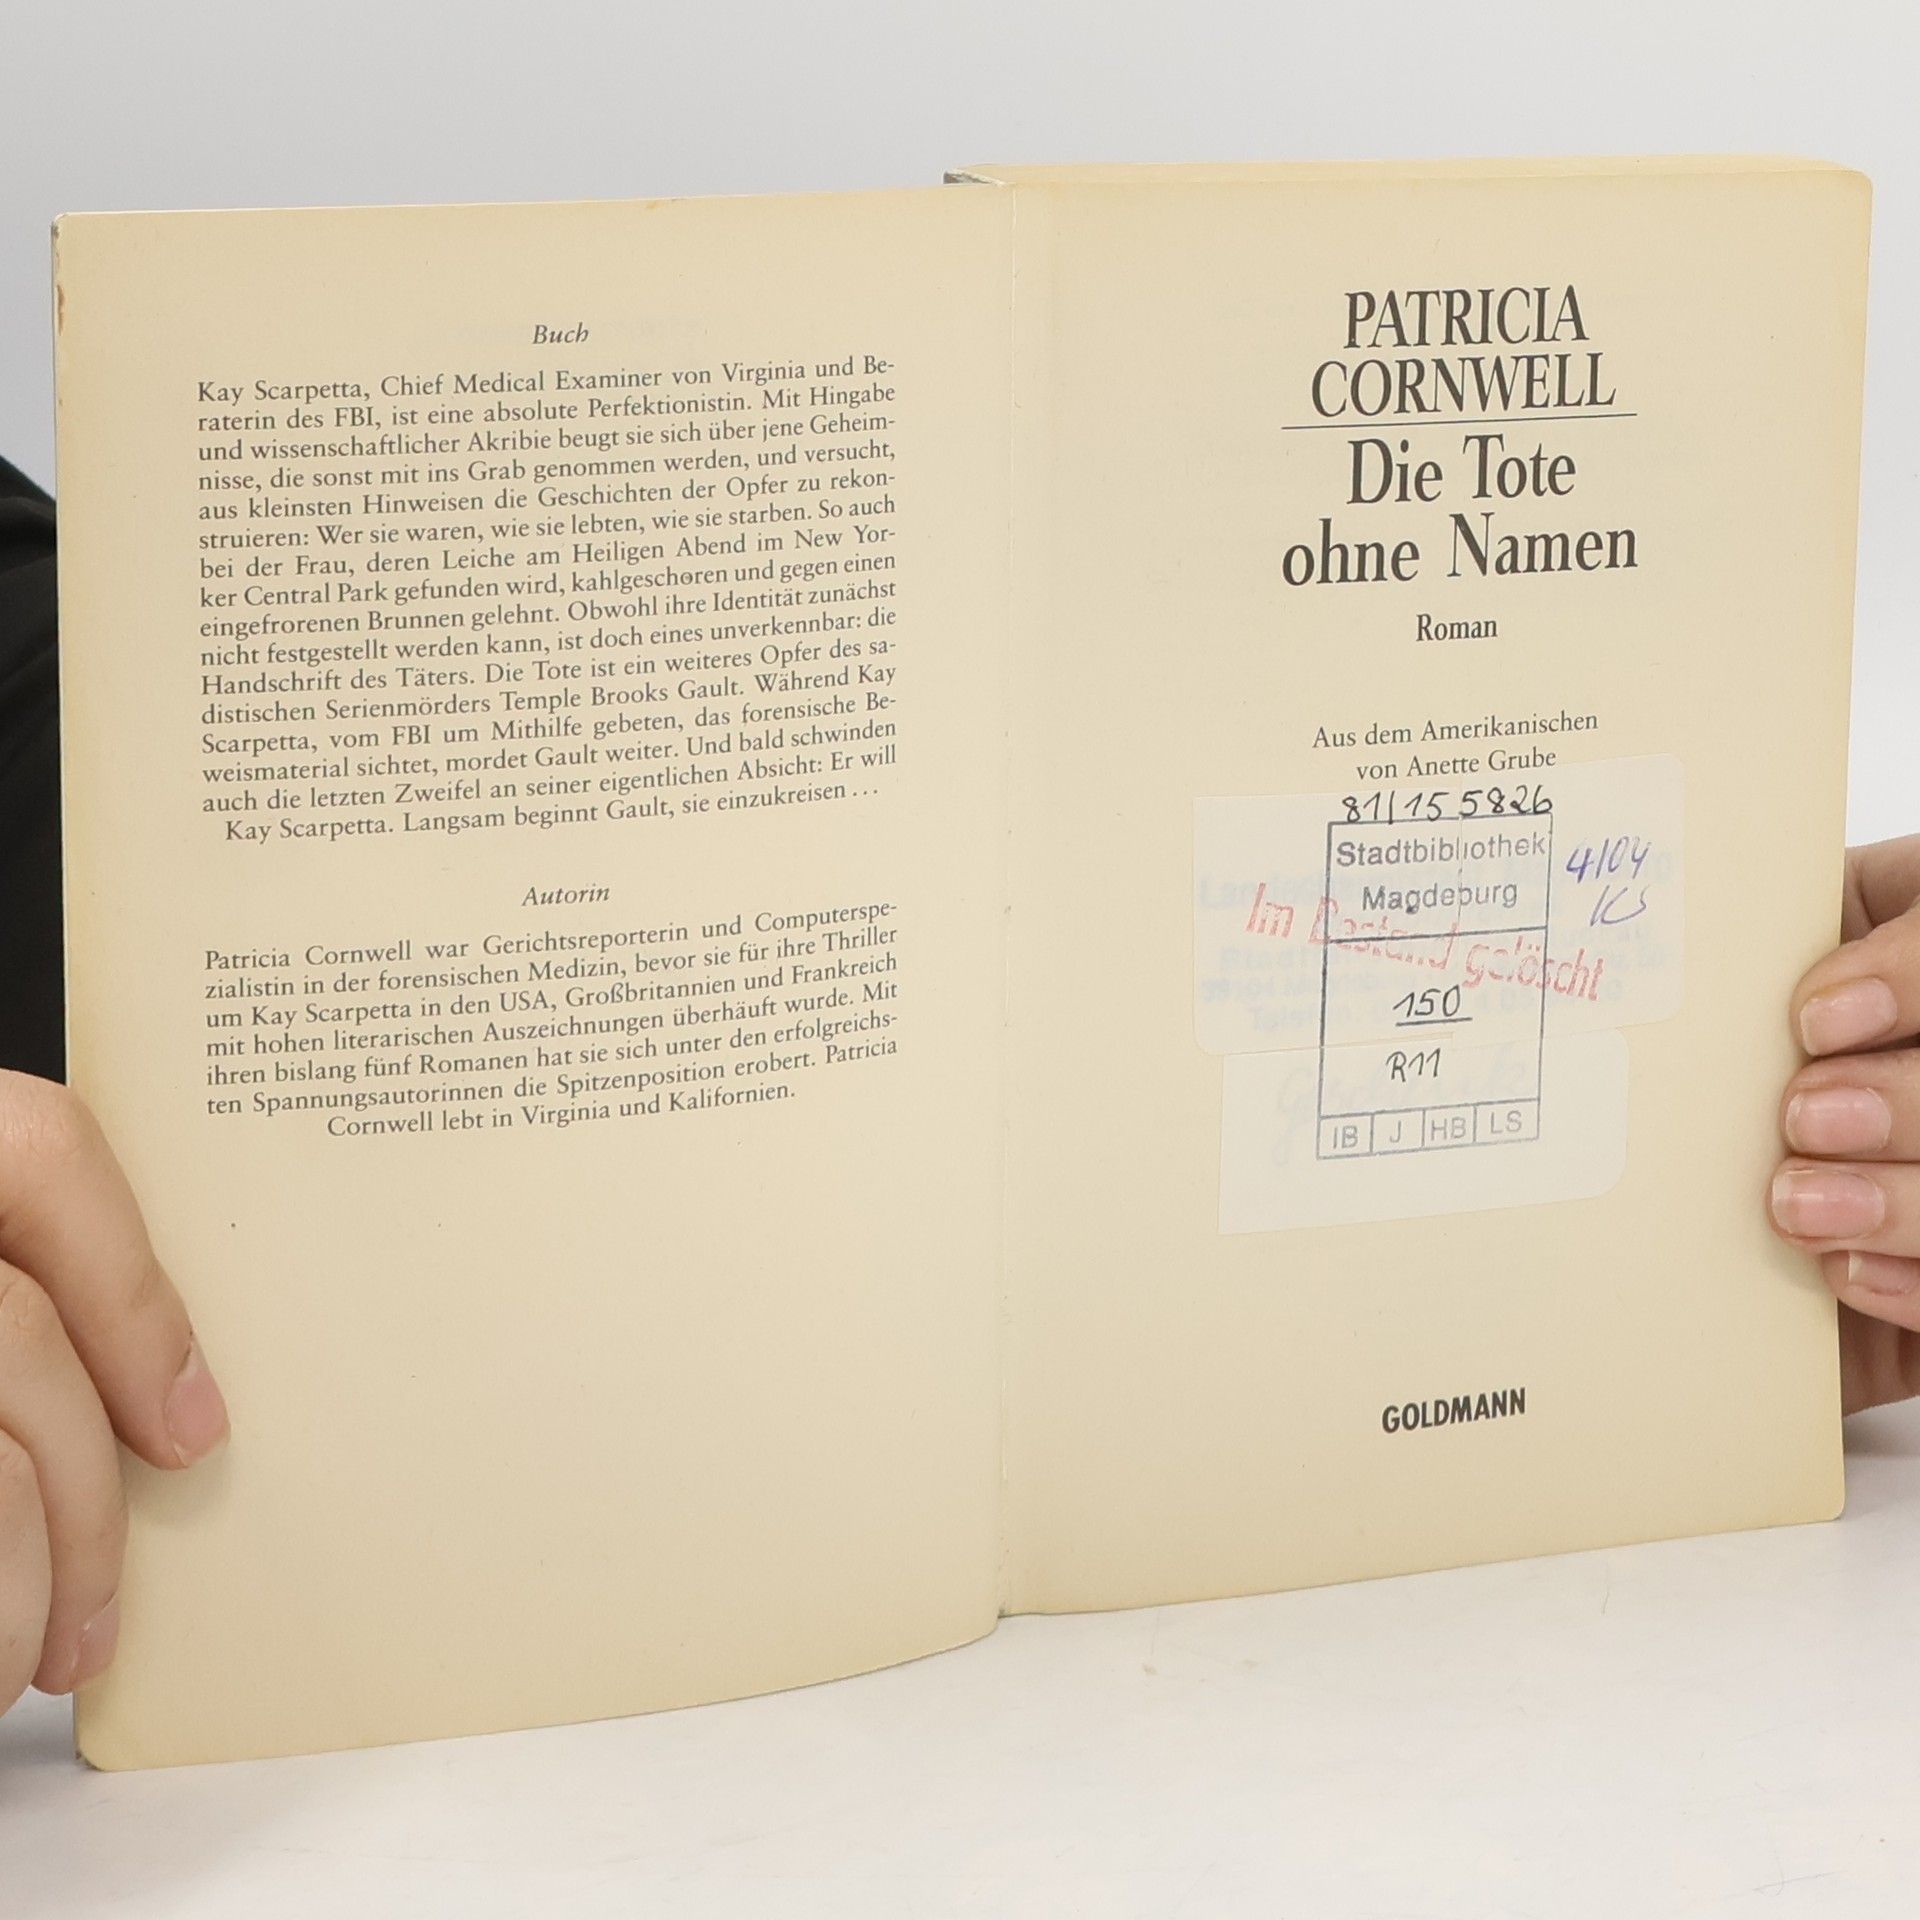 Buch
Kay Scarpetta, Chief Medical Examiner von Virginia und Be-
raterin des FBI, ist eine absolute Perfektionistin. Mit Hingabe
und wissenschaftlicher Akribie beugt sie sich über jene Geheim-
nisse, die sonst mit ins Grab genommen werden, und versucht,
aus kleinsten Hinweisen die Geschichten der Opfer zu rekon-
struieren: Wer sie waren, wie sie lebten, wie sie starben. So auch
bei der Frau, deren Leiche am Heiligen Abend im New Yor-
ker Central Park gefunden wird, kahlgeschoren und gegen einen
eingefrorenen Brunnen gelehnt. Obwohl ihre Identität zunächst
nicht festgestellt werden kann, ist doch eines unverkennbar: die
Handschrift des Täters. Die Tote ist ein weiteres Opfer des sa-
distischen Serienmörders Temple Brooks Gault. Während Kay
Scarpetta, vom FBI um Mithilfe gebeten, das forensische Be-
weismaterial sichtet, mordet Gault weiter. Und bald schwinden
auch die letzten Zweifel an seiner eigentlichen Absicht: Er will
Kay Scarpetta. Langsam beginnt Gault, sie einzukreisen ...
Autorin
Patricia Cornwell war Gerichtsreporterin und Computerspe-
zialistin in der forensischen Medizin, bevor sie für ihre Thriller
um Kay Scarpetta in den USA, Großbritannien und Frankreich
mit hohen literarischen Auszeichnungen überhäuft wurde. Mit
ihren bislang fünf Romanen hat sie sich unter den erfolgreichs-
ten Spannungsautorinnen die Spitzenposition erobert. Patricia
Cornwell lebt in Virginia und Kalifornien.
PATRICIA
CORNWELL
Die Tote
ohne Namen
Roman
Aus dem Amerikanischen
von Anette Grube
81/15 5826
Stadtbibliothek
Magdeburg
4/04
KS
Im Bestand gelöscht
150
R11
IB J HB LS
GOLDMANN